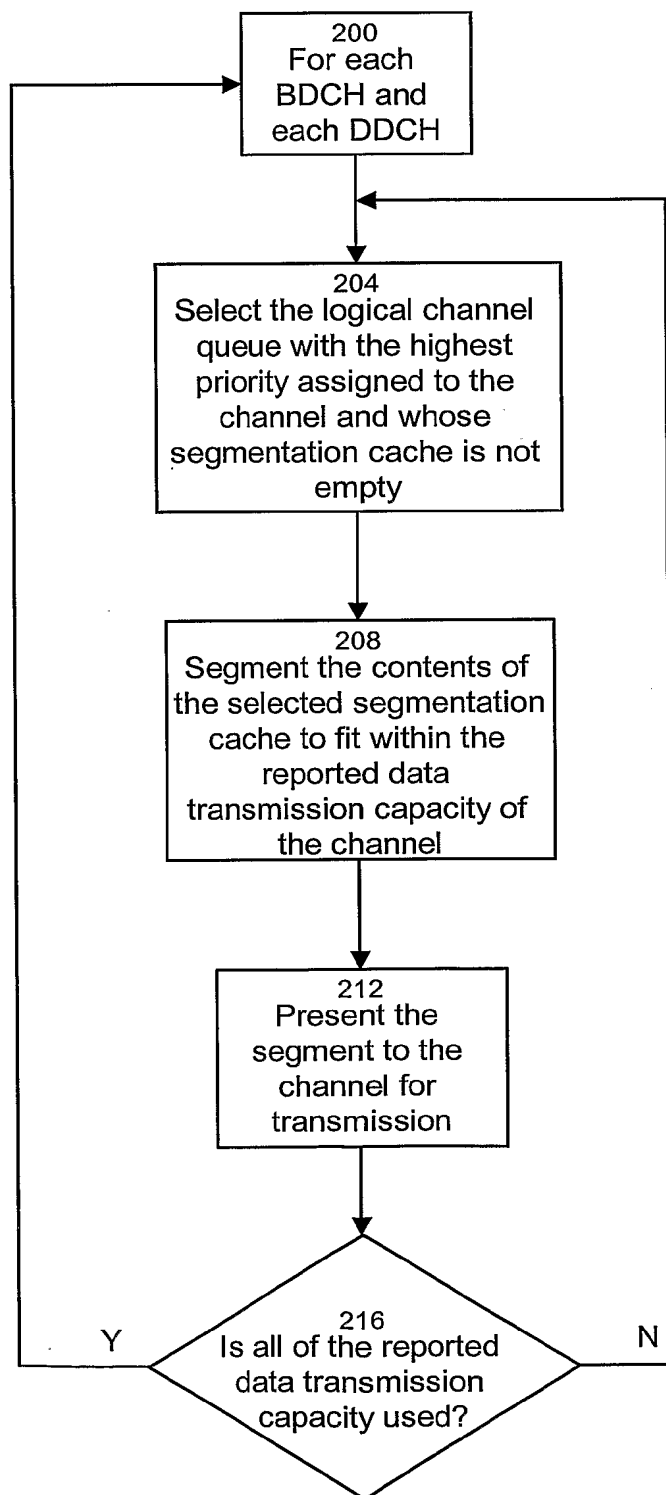 200
For each
BDCH and
each DDCH
204
Select the logical channel
queue with the highest
priority assigned to the
channel and whose
segmentation cache is not
empty
208
Segment the contents of
the selected segmentation
cache to fit within the
reported data
transmission capacity of
the channel
212
Present the
segment to the
channel for
transmission
216
Is all of the reported
data transmission
capacity used?
Y
N